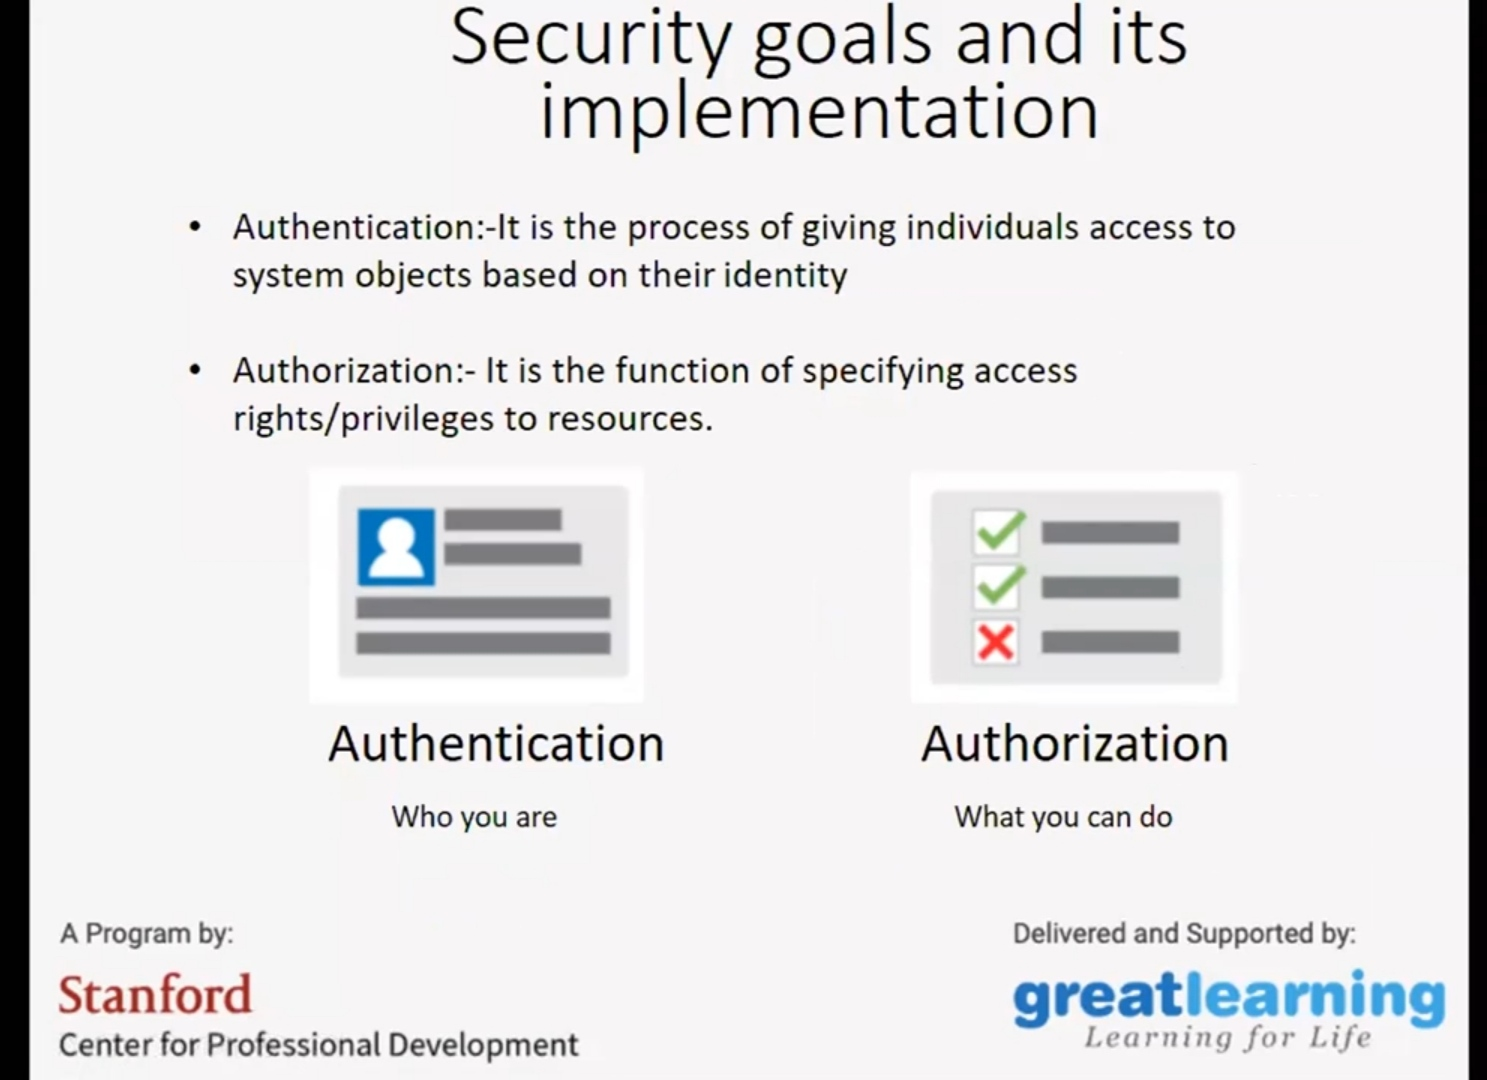 Security goals and its
implementation
• Authentication:-It is the process of giving individuals access to
system objects based on their identity
• Authorization:- It is the function of specifying access
rights/privileges to resources.
Authentication
Who you are
Authorization
What you can do
A Program by:
Stanford
Center for Professional Development
Delivered and Supported by:
greatlearning
Learning for Life